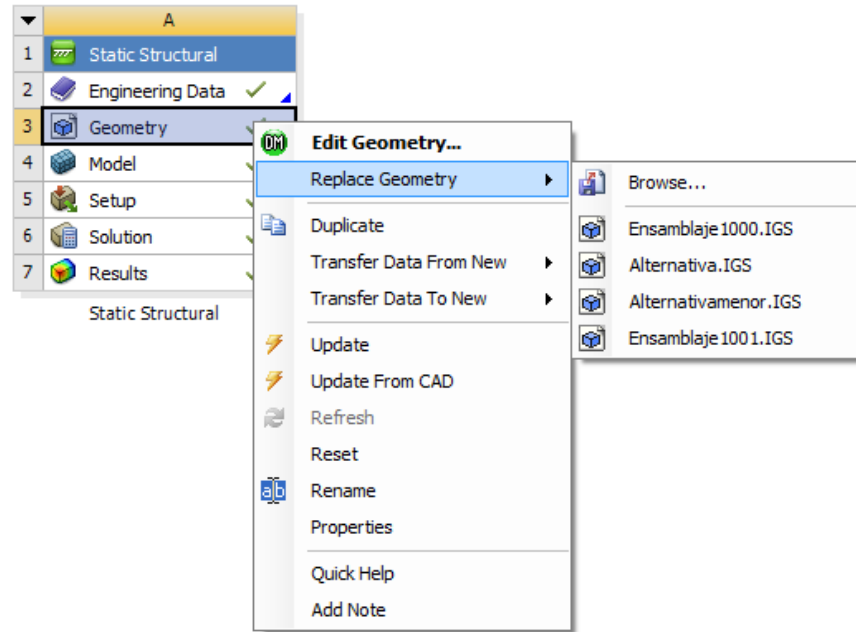 A
1 Static Structural
2 Engineering Data
3 Geometry
4 Model
5 Setup
6 Solution
7 Results
Static Structural
DM Edit Geometry...
Replace Geometry
Duplicate
Transfer Data From New
Transfer Data To New
Update
Update From CAD
Refresh
Reset
ab Rename
Properties
Quick Help
Add Note
Browse...
Ensamblaje1000.IGS
Alternativa.IGS
Alternativamenor.IGS
Ensamblaje1001.IGS